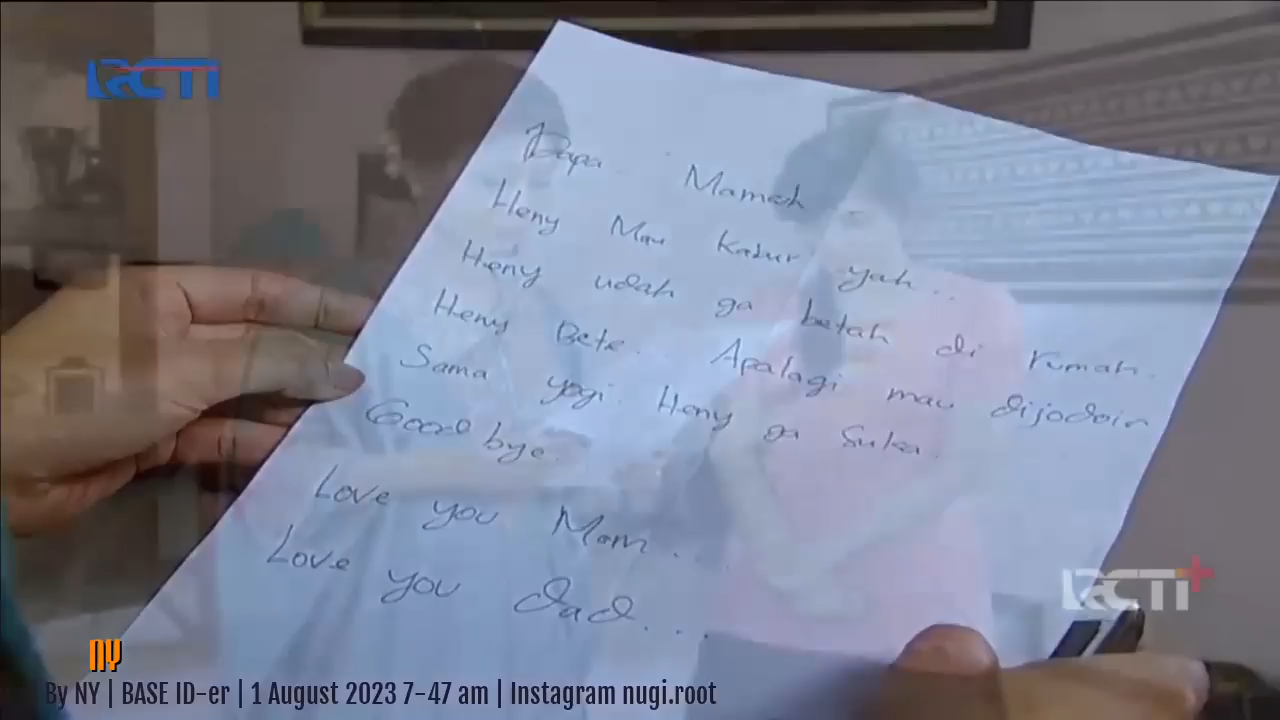 RCTI
Papa Mamah
Heny Mau Kabur yah..
Heny udah ga betah di rumah.
Heny Bete. Apalagi mau dijodoin
Sama yogi. Heny ga Suka.
Good bye.
Love you Mam..
Love you dad...
RCTI+
NY
By NY | BASE ID-er | 1 August 2023 7-47 am | Instagram nugi.root